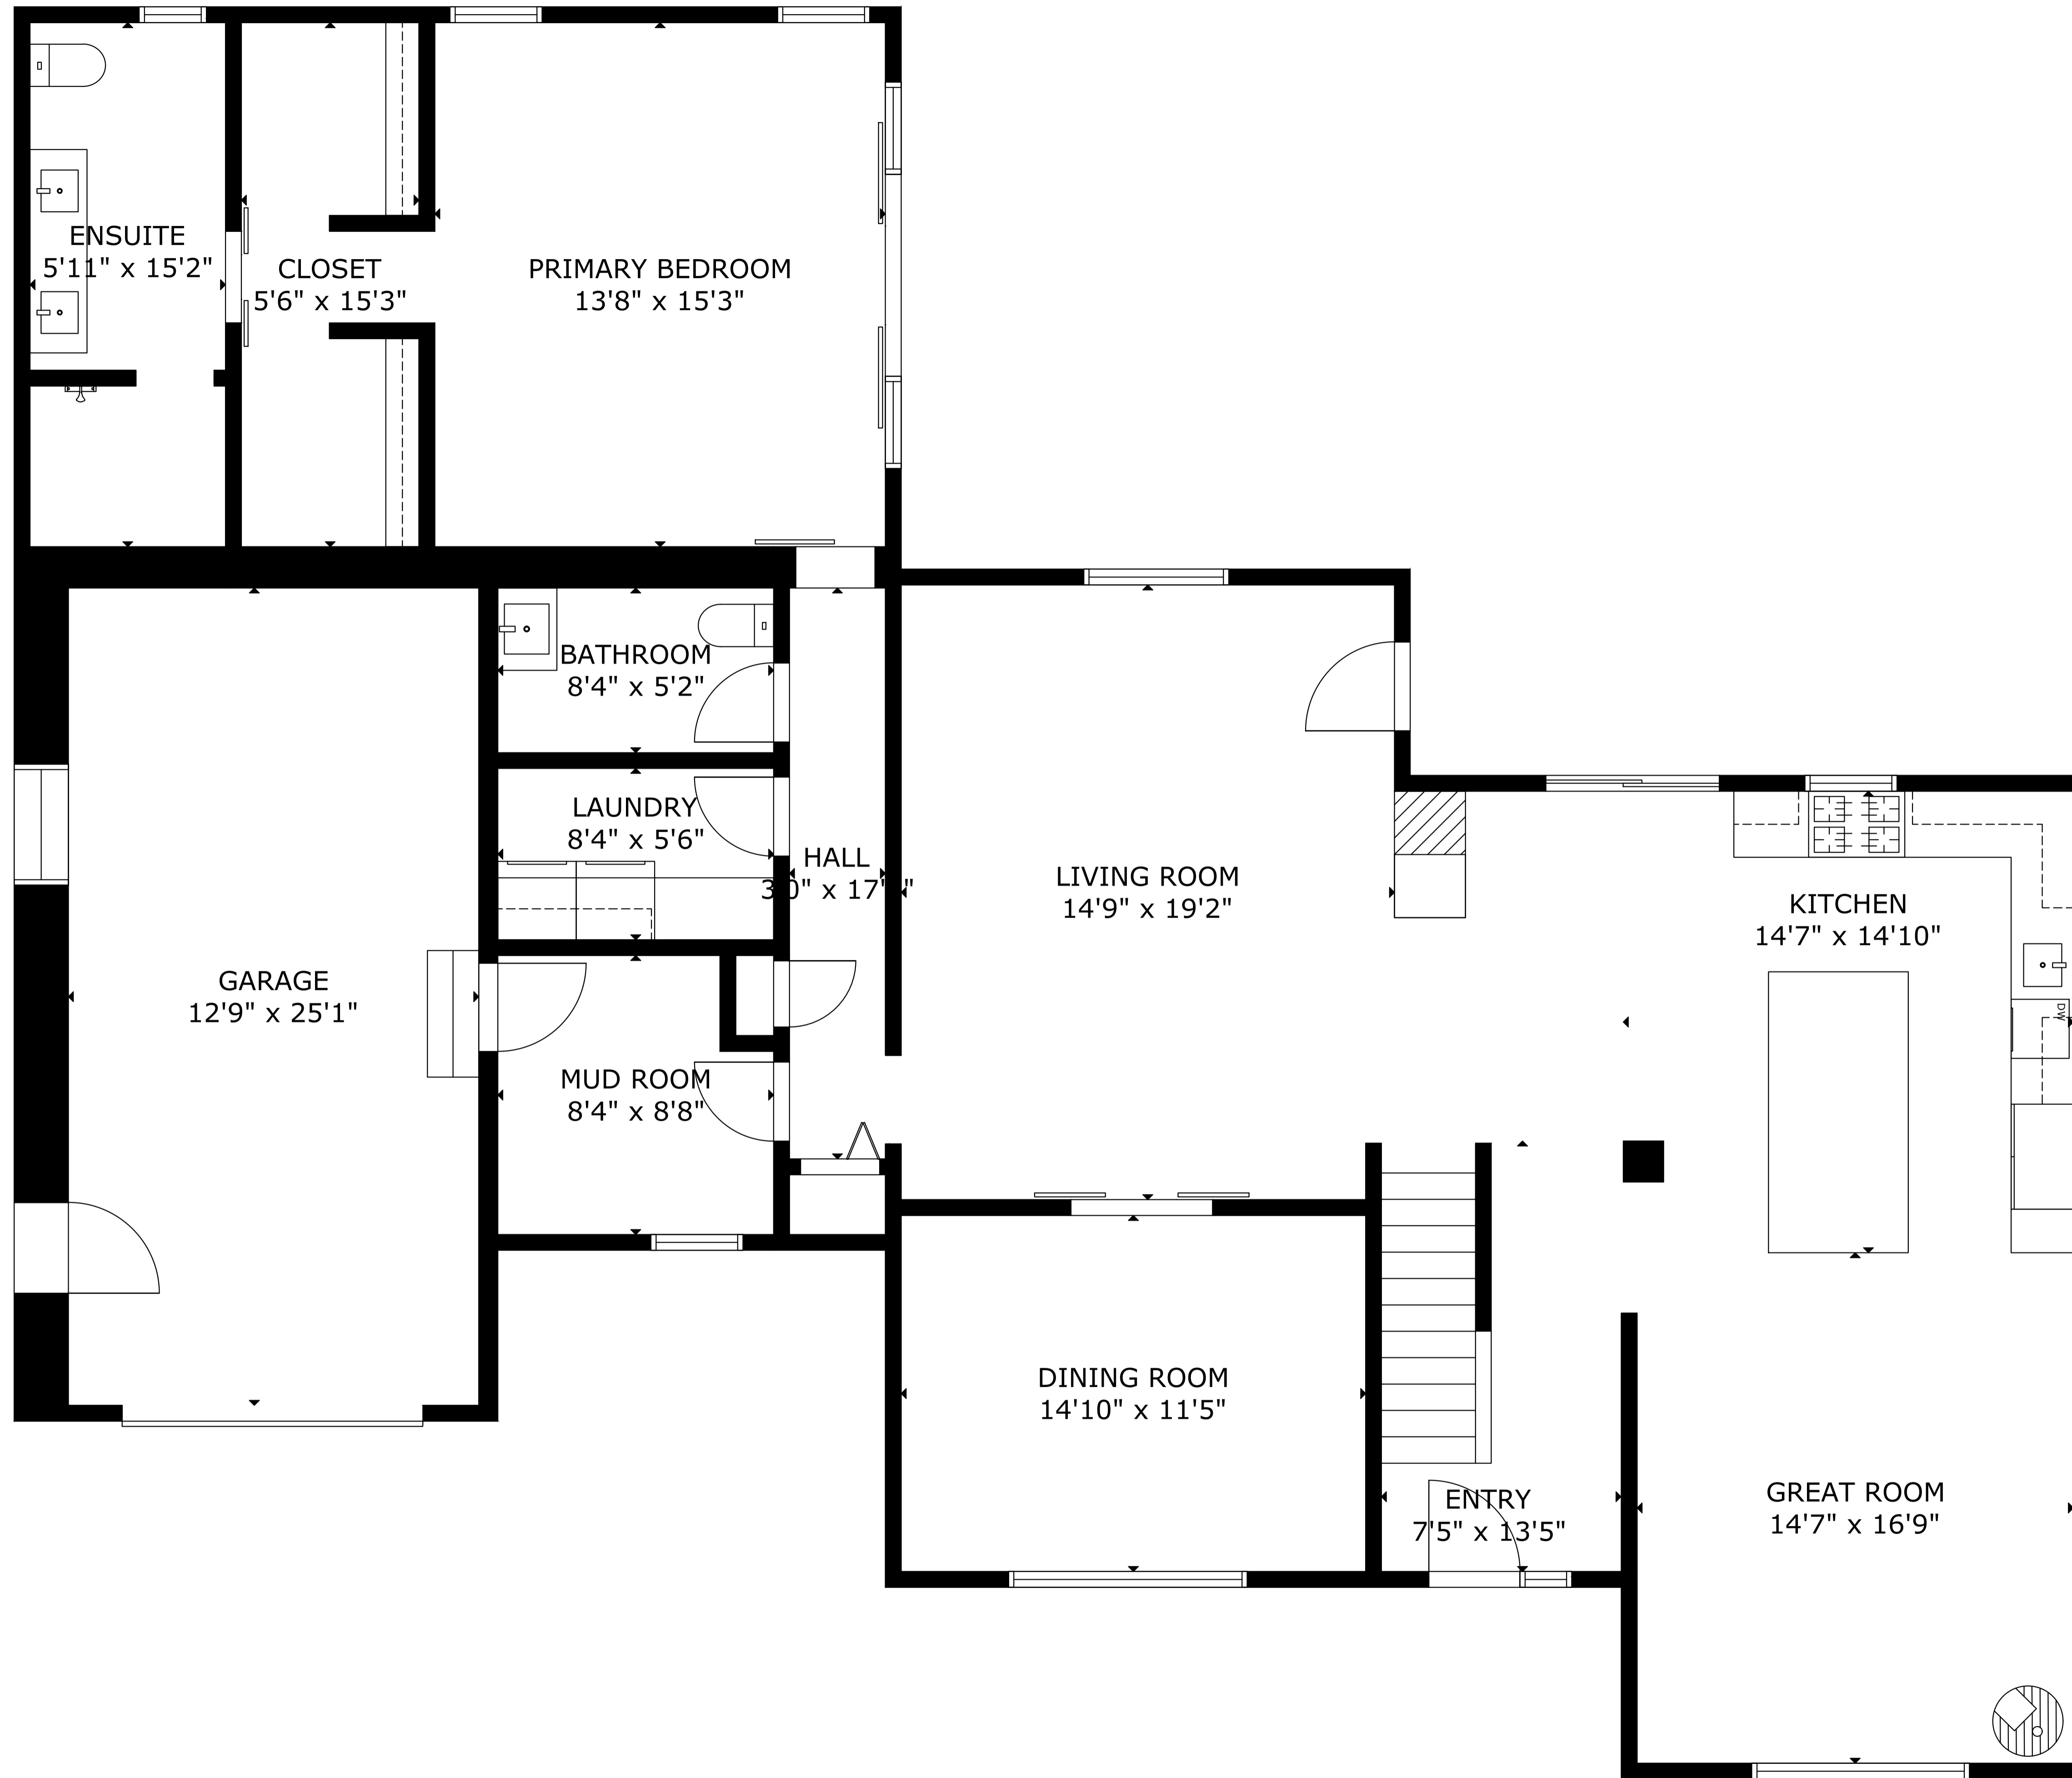 ENSUITE
5'11" x 15'2"
CLOSET
5'6" x 15'3"
PRIMARY BEDROOM
13'8" x 15'3"
BATHROOM
8'4" x 5'2"
LAUNDRY
8'4" x 5'6"
HALL
x
LIVING ROOM
14'9" x 19'2"
KITCHEN
14'7" x 14'10"
GARAGE
12'9" x 25'1"
DW
MUD ROOM
8'4" x 8'8"
DINING ROOM
14'10" x 11'5"
ENTRY
7'5" x 13'5"
GREAT ROOM
14'7" x 16'9"